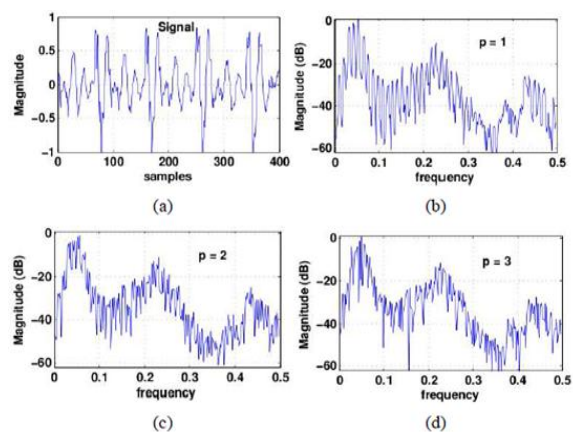 Signal
Magnitude
1
0.5
0
−0.5
−1
0
100
200
300
400
samples
(a)
p = 1
Magnitude (dB)
0
−20
−40
−60
0
0.1
0.2
0.3
0.4
0.5
frequency
(b)
p = 2
Magnitude (dB)
0
−20
−40
−60
0
0.1
0.2
0.3
0.4
0.5
frequency
(c)
p = 3
Magnitude (dB)
0
−20
−40
−60
0
0.1
0.2
0.3
0.4
0.5
frequency
(d)